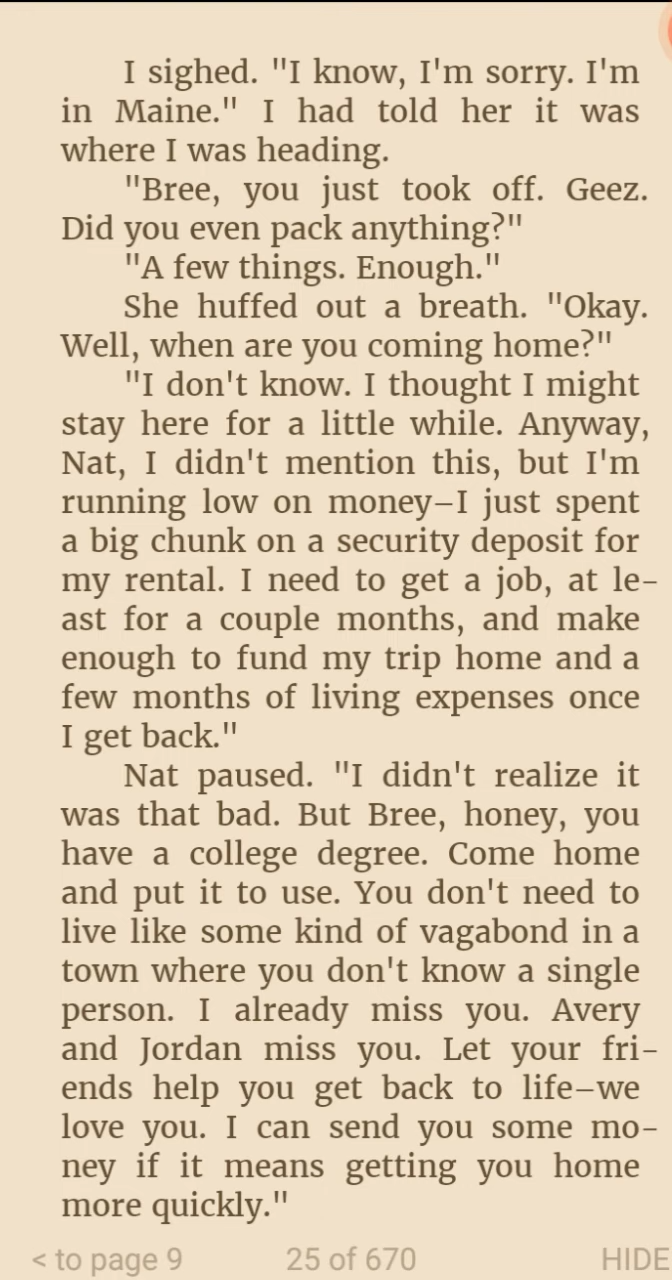 I sighed. "I know, I'm sorry. I'm
in Maine." I had told her it was
where I was heading.
"Bree, you just took off. Geez.
Did you even pack anything?"
"A few things. Enough."
She huffed out a breath. "Okay.
Well, when are you coming home?"
"I don't know. I thought I might
stay here for a little while. Anyway,
Nat, I didn't mention this, but I'm
running low on money–I just spent
a big chunk on a security deposit for
my rental. I need to get a job, at le-
ast for a couple months, and make
enough to fund my trip home and a
few months of living expenses once
I get back."
Nat paused. "I didn't realize it
was that bad. But Bree, honey, you
have a college degree. Come home
and put it to use. You don't need to
live like some kind of vagabond in a
town where you don't know a single
person. I already miss you. Avery
and Jordan miss you. Let your fri-
ends help you get back to life–we
love you. I can send you some mo-
ney if it means getting you home
more quickly."
< to page 9 25 of 670 HIDE